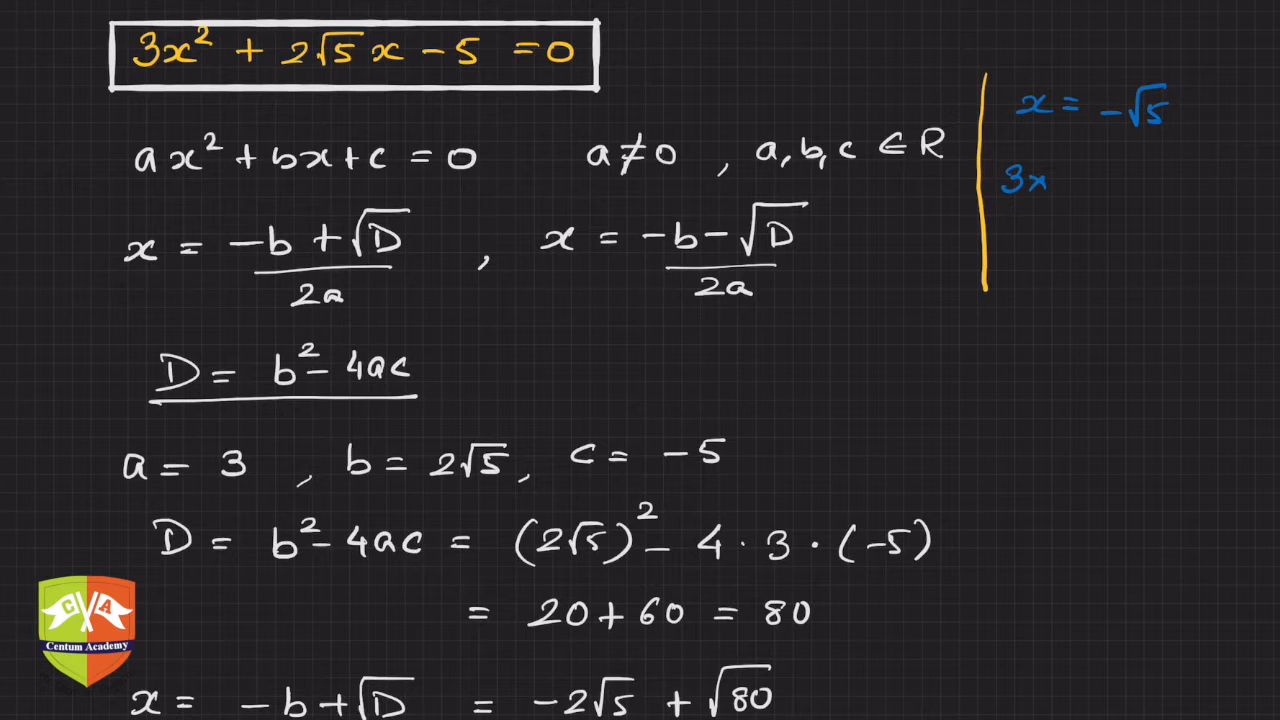 3x² + 2√5 x - 5 = 0
ax² + bx + c = 0    a ≠ 0 , a, b, c ∈ R
x = (-b + √D)/2a , x = (-b - √D)/2a
D = b² - 4ac
a = 3 , b = 2√5 , c = -5
D = b² - 4ac = (2√5)² - 4 · 3 · (-5)
= 20 + 60 = 80
x = -b + √D = -2√5 + √80
x = -√5
3x
C A
Centum Academy